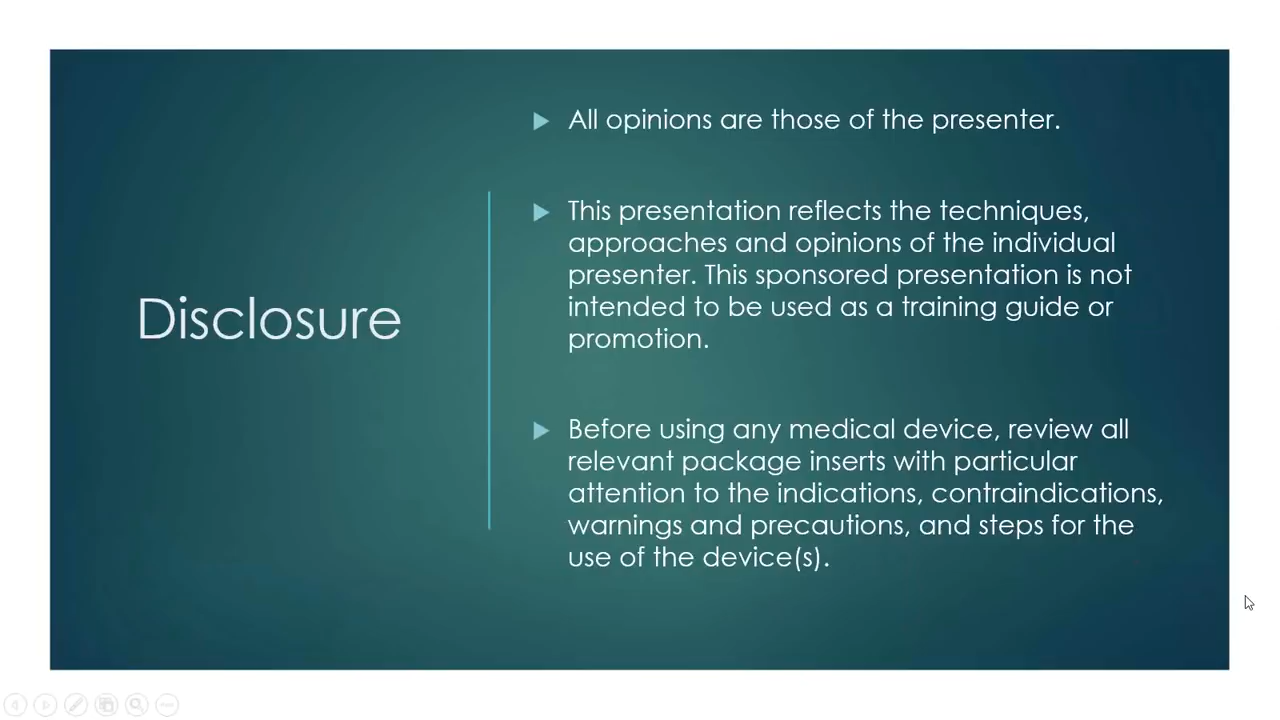 Disclosure
All opinions are those of the presenter.
This presentation reflects the techniques,
approaches and opinions of the individual
presenter. This sponsored presentation is not
intended to be used as a training guide or
promotion.
Before using any medical device, review all
relevant package inserts with particular
attention to the indications, contraindications,
warnings and precautions, and steps for the
use of the device(s).